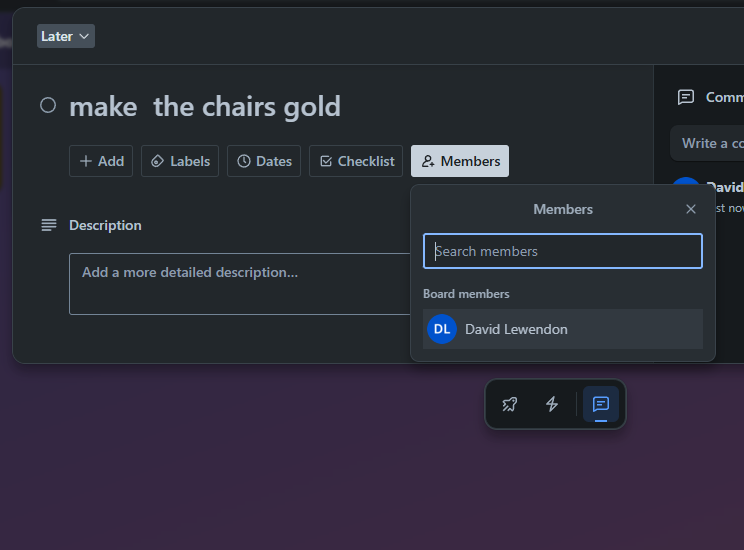 Later
make  the chairs gold
Add
Labels
Dates
Checklist
Members
Comm
Write a co
David
st now
Description
Add a more detailed description...
Members
Search members
Board members
DL
David Lewendon